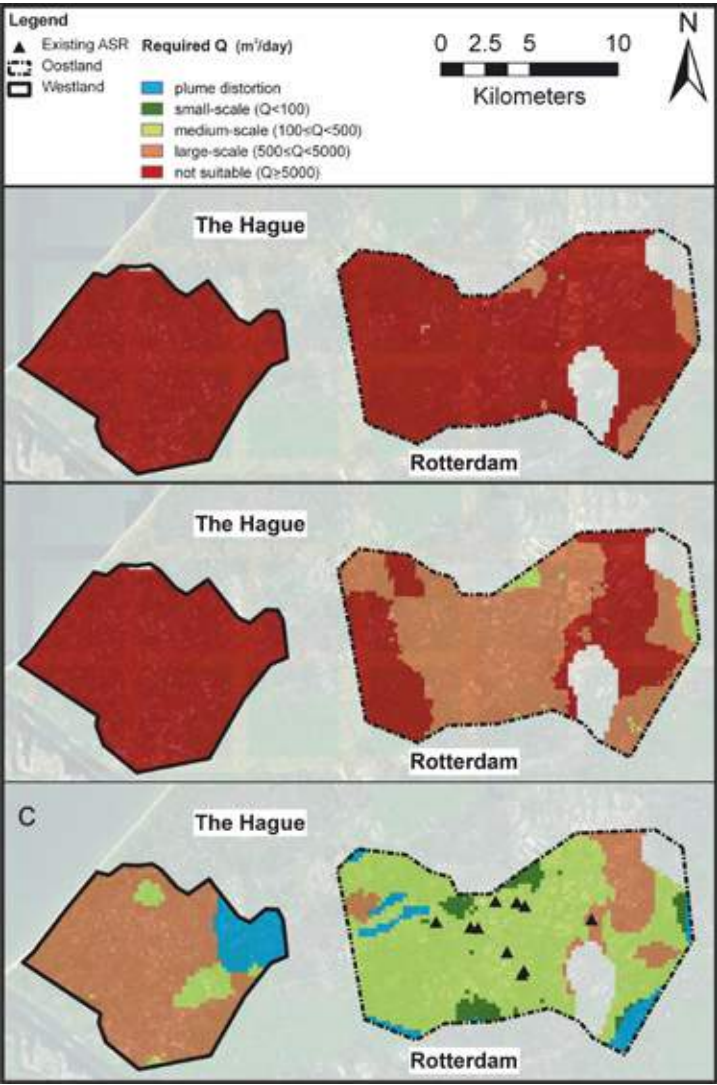 Legend
Existing ASR
Oostland
Westland
Required Q (m³/day)
plume distortion
small-scale (Q<100)
medium-scale (100≤Q<500)
large-scale (500≤Q<5000)
not suitable (Q≥5000)
0 2.5 5 10
Kilometers
N
The Hague
Rotterdam
The Hague
Rotterdam
C
The Hague
Rotterdam